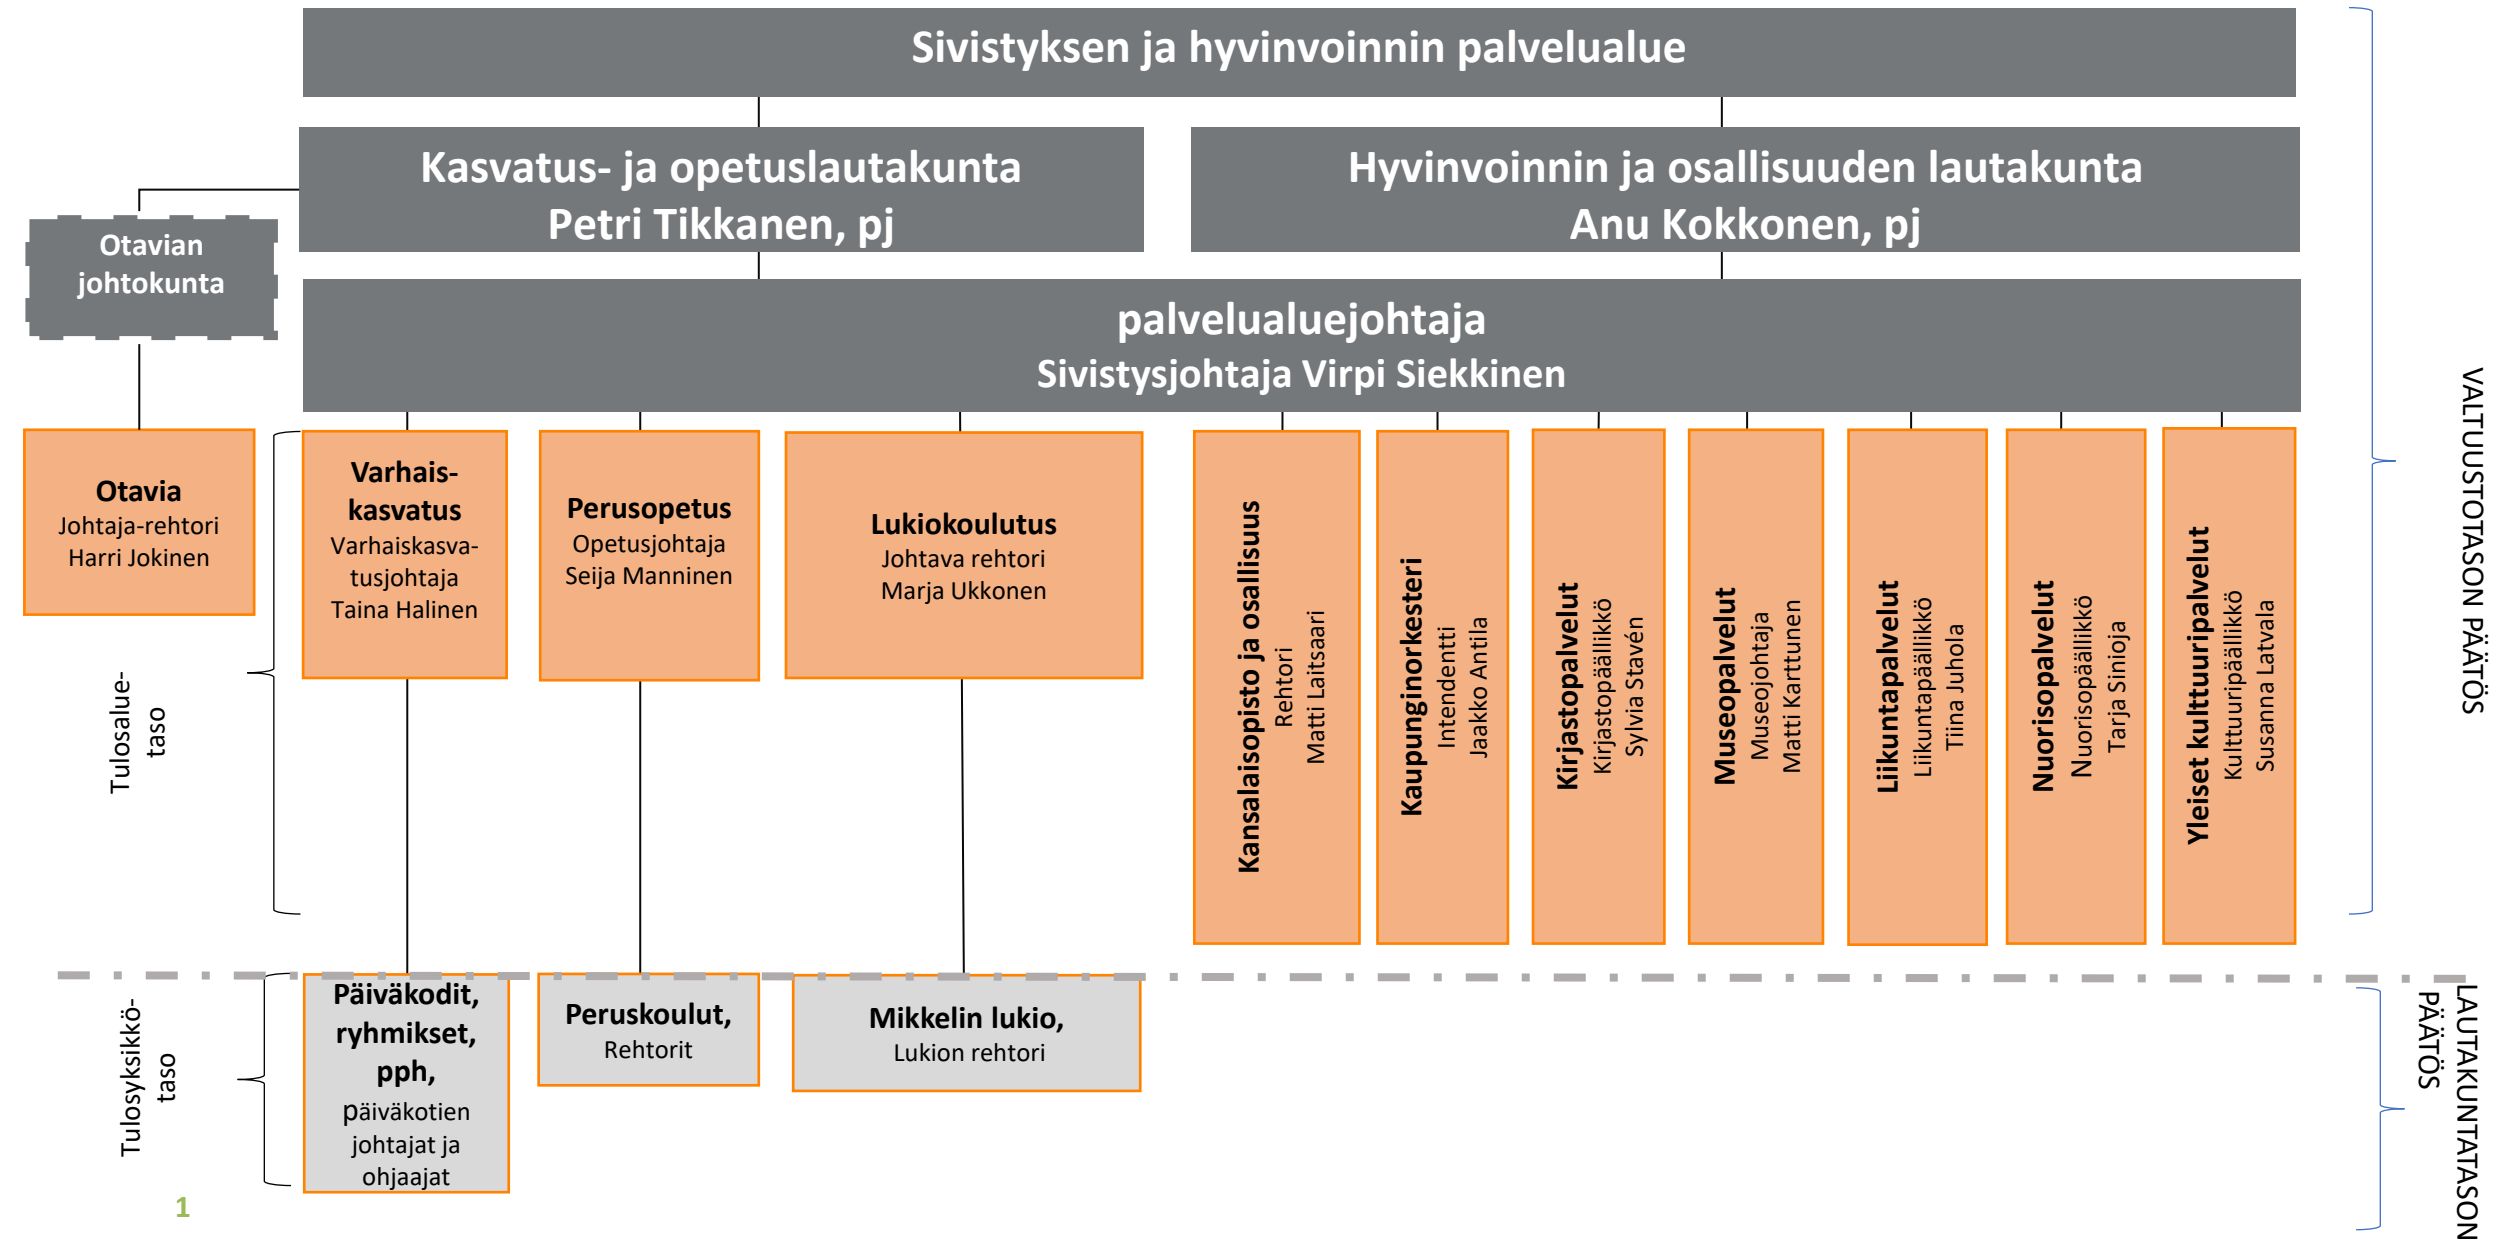 Sivistyksen ja hyvinvoinnin palvelualue
Kasvatus- ja opetuslautakunta
Petri Tikkanen, pj
Hyvinvoinnin ja osallisuuden lautakunta
Anu Kokkonen, pj
Otavian
johtokunta
palvelualuejohtaja
Sivistysjohtaja Virpi Siekkinen
Otavia
Johtaja-rehtori
Harri Jokinen
Varhais-
kasvatus
Varhaiskasva-
tusjohtaja
Taina Halinen
Perusopetus
Opetusjohtaja
Seija Manninen
Lukiokoulutus
Johtava rehtori
Marja Ukkonen
Kansalaisopisto ja osallisuus
Rehtori
Matti Laitsaari
Kaupunginorkesteri
Intendentti
Jaakko Antila
Kirjastopalvelut
Kirjastopäällikkö
Sylvia Stavén
Museopalvelut
Museojohtaja
Matti Karttunen
Liikuntapalvelut
Liikuntapäällikkö
Tiina Juhola
Nuorisopalvelut
Nuorisopäällikkö
Tarja Sinioja
Yleiset kulttuuripalvelut
Kulttuuripäällikkö
Susanna Latvala
VALTUUSTOTASON PÄÄTÖS
Tulosalue-
taso
Tulosyksikkö-
taso
Päiväkodit,
ryhmikset,
pph,
päiväkotien
johtajat ja
ohjaajat
Peruskoulut,
Rehtorit
Mikkelin lukio,
Lukion rehtori
LAUTAKUNTATASON
PÄÄTÖS
1